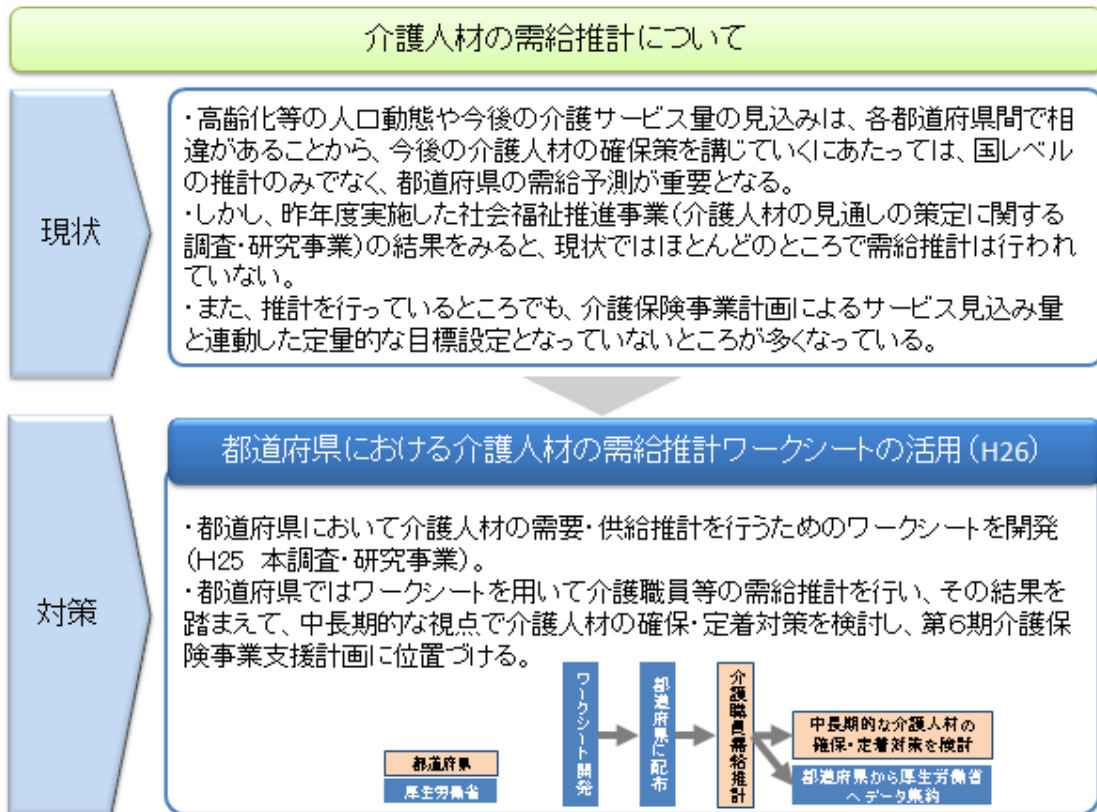 介護人材の需給推計について
現状
・高齢化等の人口動態や今後の介護サービス量の見込みは、各都道府県間で相
違があることから、今後の介護人材の確保策を講じていくにあたっては、国レベル
の推計のみでなく、都道府県の需給予測が重要となる。
・しかし、昨年度実施した社会福祉推進事業(介護人材の見通しの策定に関する
調査・研究事業)の結果をみると、現状ではほとんどのところで需給推計は行われ
ていない。
・また、推計を行っているところでも、介護保険事業計画によるサービス見込み量
と連動した定量的な目標設定となっていないところが多くなっている。
対策
都道府県における介護人材の需給推計ワークシートの活用(H26)
・都道府県において介護人材の需要・供給推計を行うためのワークシートを開発
(H25 本調査・研究事業)。
・都道府県ではワークシートを用いて介護職員等の需給推計を行い、その結果を
踏まえて、中長期的な視点で介護人材の確保・定着対策を検討し、第6期介護保
険事業支援計画に位置づける。
都道府県
厚生労働省
ワークシート開発
都道府県に配布
介護職員需給推計
中長期的な介護人材の
確保・定着対策を検討
都道府県から厚生労働省
へデータ集約